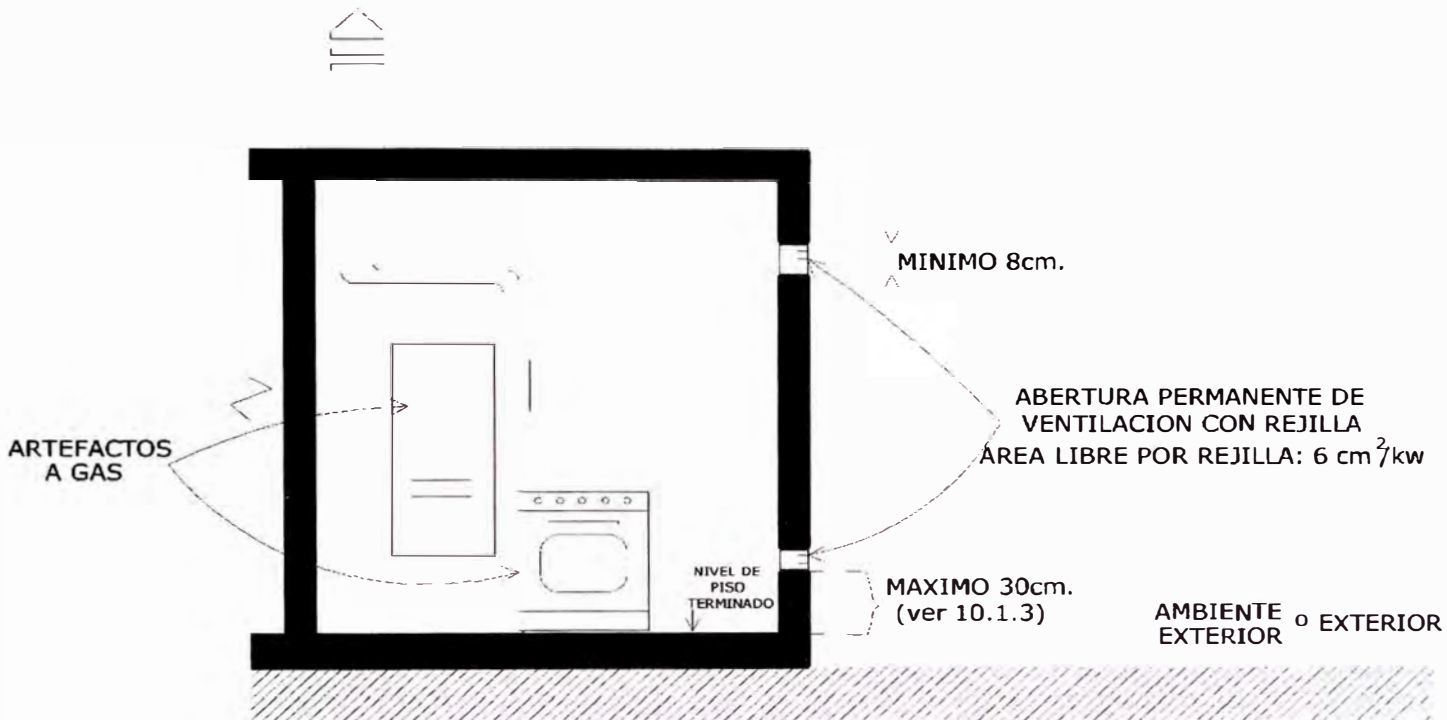 MINIMO 8cm.
ABERTURA PERMANENTE DE
VENTILACION CON REJILLA
ÁREA LIBRE POR REJILLA: 6 cm²/kw
ARTEFACTOS
A GAS
NIVEL DE
PISO
TERMINADO
MAXIMO 30cm.
(ver 10.1.3)
AMBIENTE
EXTERIOR
o EXTERIOR